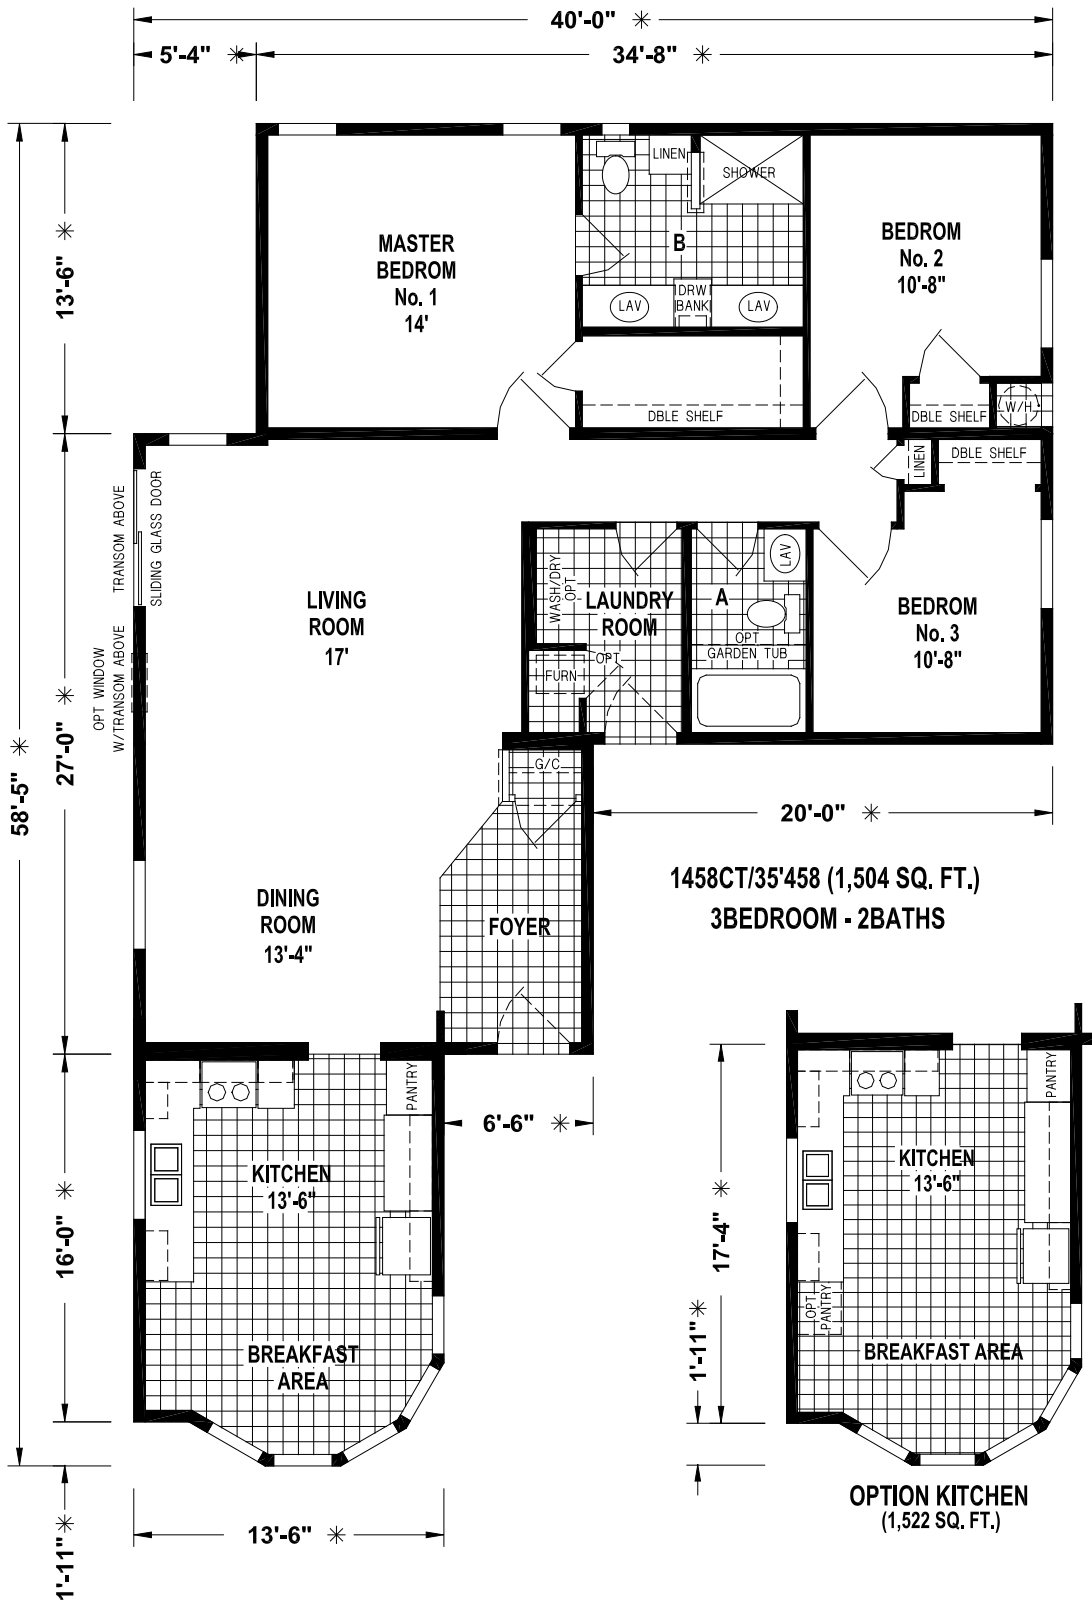 40'-0" ✳
5'-4" ✳
34'-8" ✳
13'-6" ✳
27'-0" ✳
58'-5" ✳
16'-0" ✳
1'-11" ✳
MASTER
BEDROM
No. 1
14'
LINEN
SHOWER
B
LAV
DRW
BANK
LAV
DBLE SHELF
BEDROM
No. 2
10'-8"
DBLE SHELF
W/H
LINEN
DBLE SHELF
TRANSOM ABOVE
SLIDING GLASS DOOR
OPT WINDOW
W/TRANSOM ABOVE
LIVING
ROOM
17'
WASH/DRY
OPT
LAUNDRY
ROOM
OPT
FURN
A
LAV
OPT
GARDEN TUB
BEDROM
No. 3
10'-8"
G/C
20'-0" ✳
DINING
ROOM
13'-4"
FOYER
1458CT/35'458 (1,504 SQ. FT.)
3BEDROOM - 2BATHS
PANTRY
6'-6" ✳
KITCHEN
13'-6"
BREAKFAST
AREA
13'-6" ✳
17'-4" ✳
1'-11" ✳
PANTRY
KITCHEN
13'-6"
OPT
PANTRY
BREAKFAST AREA
OPTION KITCHEN
(1,522 SQ. FT.)